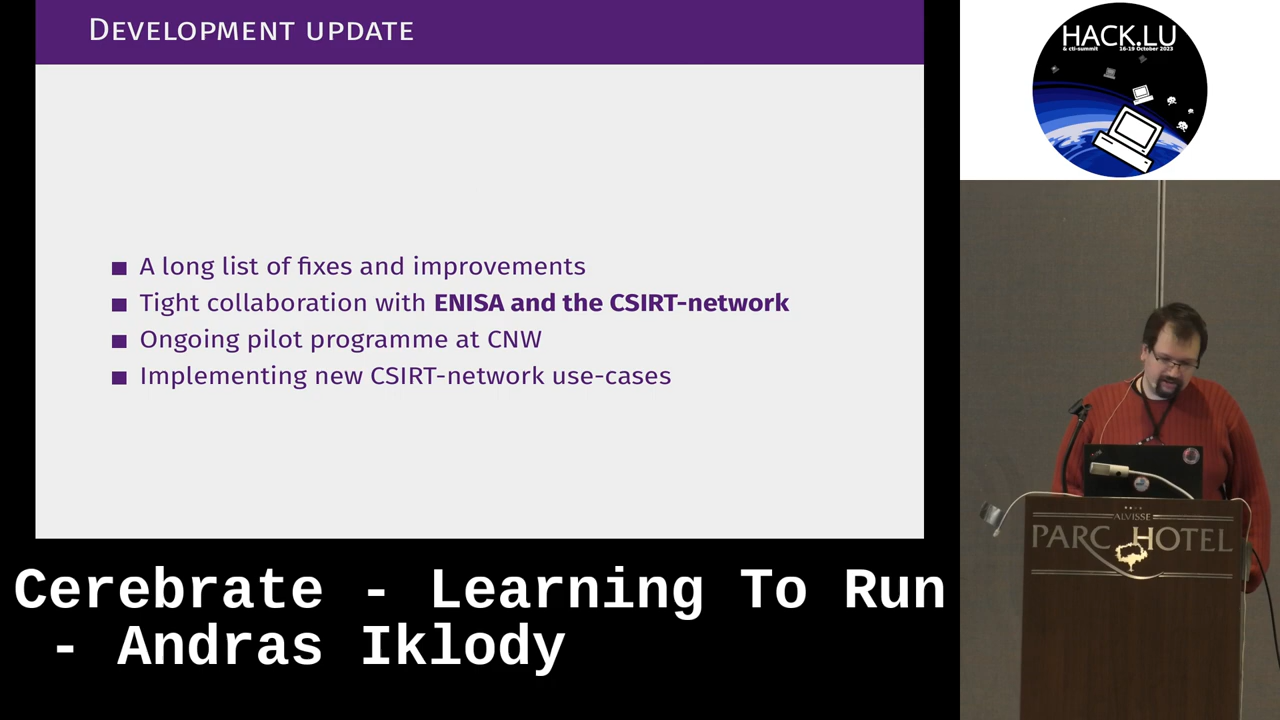 Development update
A long list of fixes and improvements
Tight collaboration with ENISA and the CSIRT-network
Ongoing pilot programme at CNW
Implementing new CSIRT-network use-cases
Cerebrate - Learning To Run
- Andras Iklody
HACK.LU
& cti-summit 16-19 October 2023
ALVISSE
PARC HOTEL